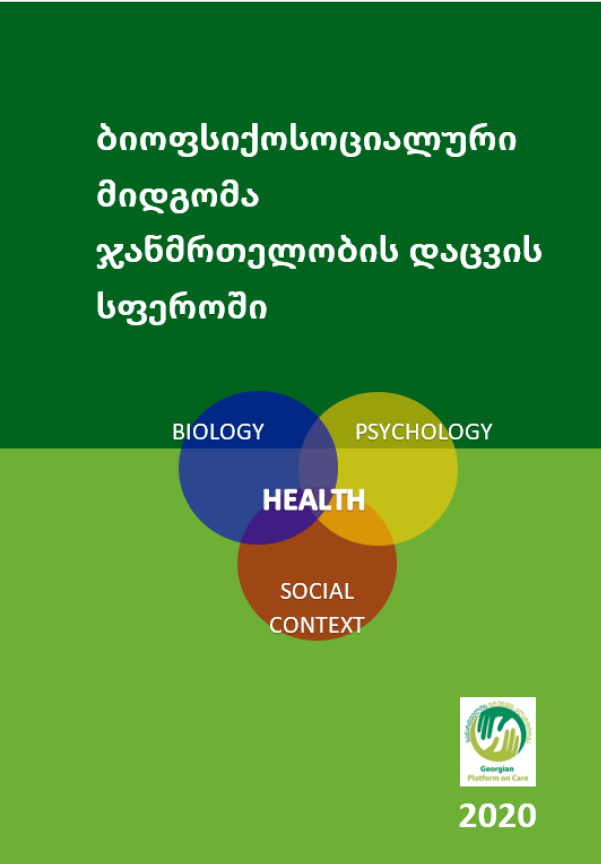 ბიოფსიქოსოციალური
მიდგომა
ჯანმრთელობის დაცვის
სფეროში
BIOLOGY PSYCHOLOGY
HEALTH
SOCIAL
CONTEXT
Georgian
Platform on Care
2020